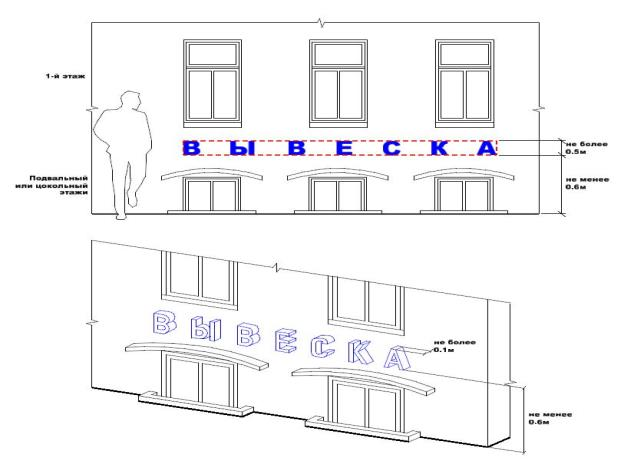 1-й этаж
В Ы В Е С К А
не более
0.5м
Подвальный
или цокольный
этажи
не менее
0.6м
ВЫВЕСКА
не более
0.1м
не менее
0.6м